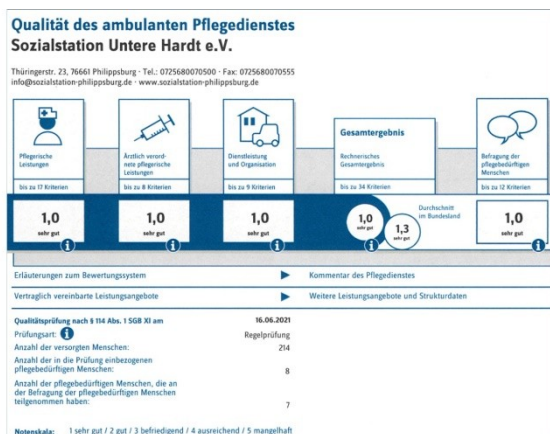 Qualität des ambulanten Pflegedienstes
Sozialstation Untere Hardt e.V.
Thüringerstr. 23, 76661 Philippsburg · Tel.: 0725680070500 · Fax: 0725680070555
info@sozialstation-philippsburg.de · www.sozialstation-philippsburg.de
Pflegerische
Leistungen
bis zu 17 Kriterien
Ärztlich verord-
nete pflegerische
Leistungen
bis zu 8 Kriterien
Dienstleistung
und Organisation
bis zu 9 Kriterien
Gesamtergebnis
Rechnerisches
Gesamtergebnis
bis zu 34 Kriterien
Befragung der
pflegebedürftigen
Menschen
bis zu 12 Kriterien
1,0
sehr gut
1,0
sehr gut
1,0
sehr gut
1,0
sehr gut
1,3
sehr gut
Durchschnitt
im Bundesland
1,0
sehr gut
Erläuterungen zum Bewertungssystem
Kommentar des Pflegedienstes
Vertraglich vereinbarte Leistungsangebote
Weitere Leistungsangebote und Strukturdaten
Qualitätsprüfung nach § 114 Abs. 1 SGB XI am 16.06.2021
Prüfungsart: Regelprüfung
Anzahl der versorgten Menschen: 214
Anzahl der in die Prüfung einbezogenen
pflegebedürftigen Menschen: 8
Anzahl der pflegebedürftigen Menschen, die an
der Befragung der pflegebedürftigen Menschen
teilgenommen haben: 7
Notenskala: 1 sehr gut / 2 gut / 3 befriedigend / 4 ausreichend / 5 mangelhaft